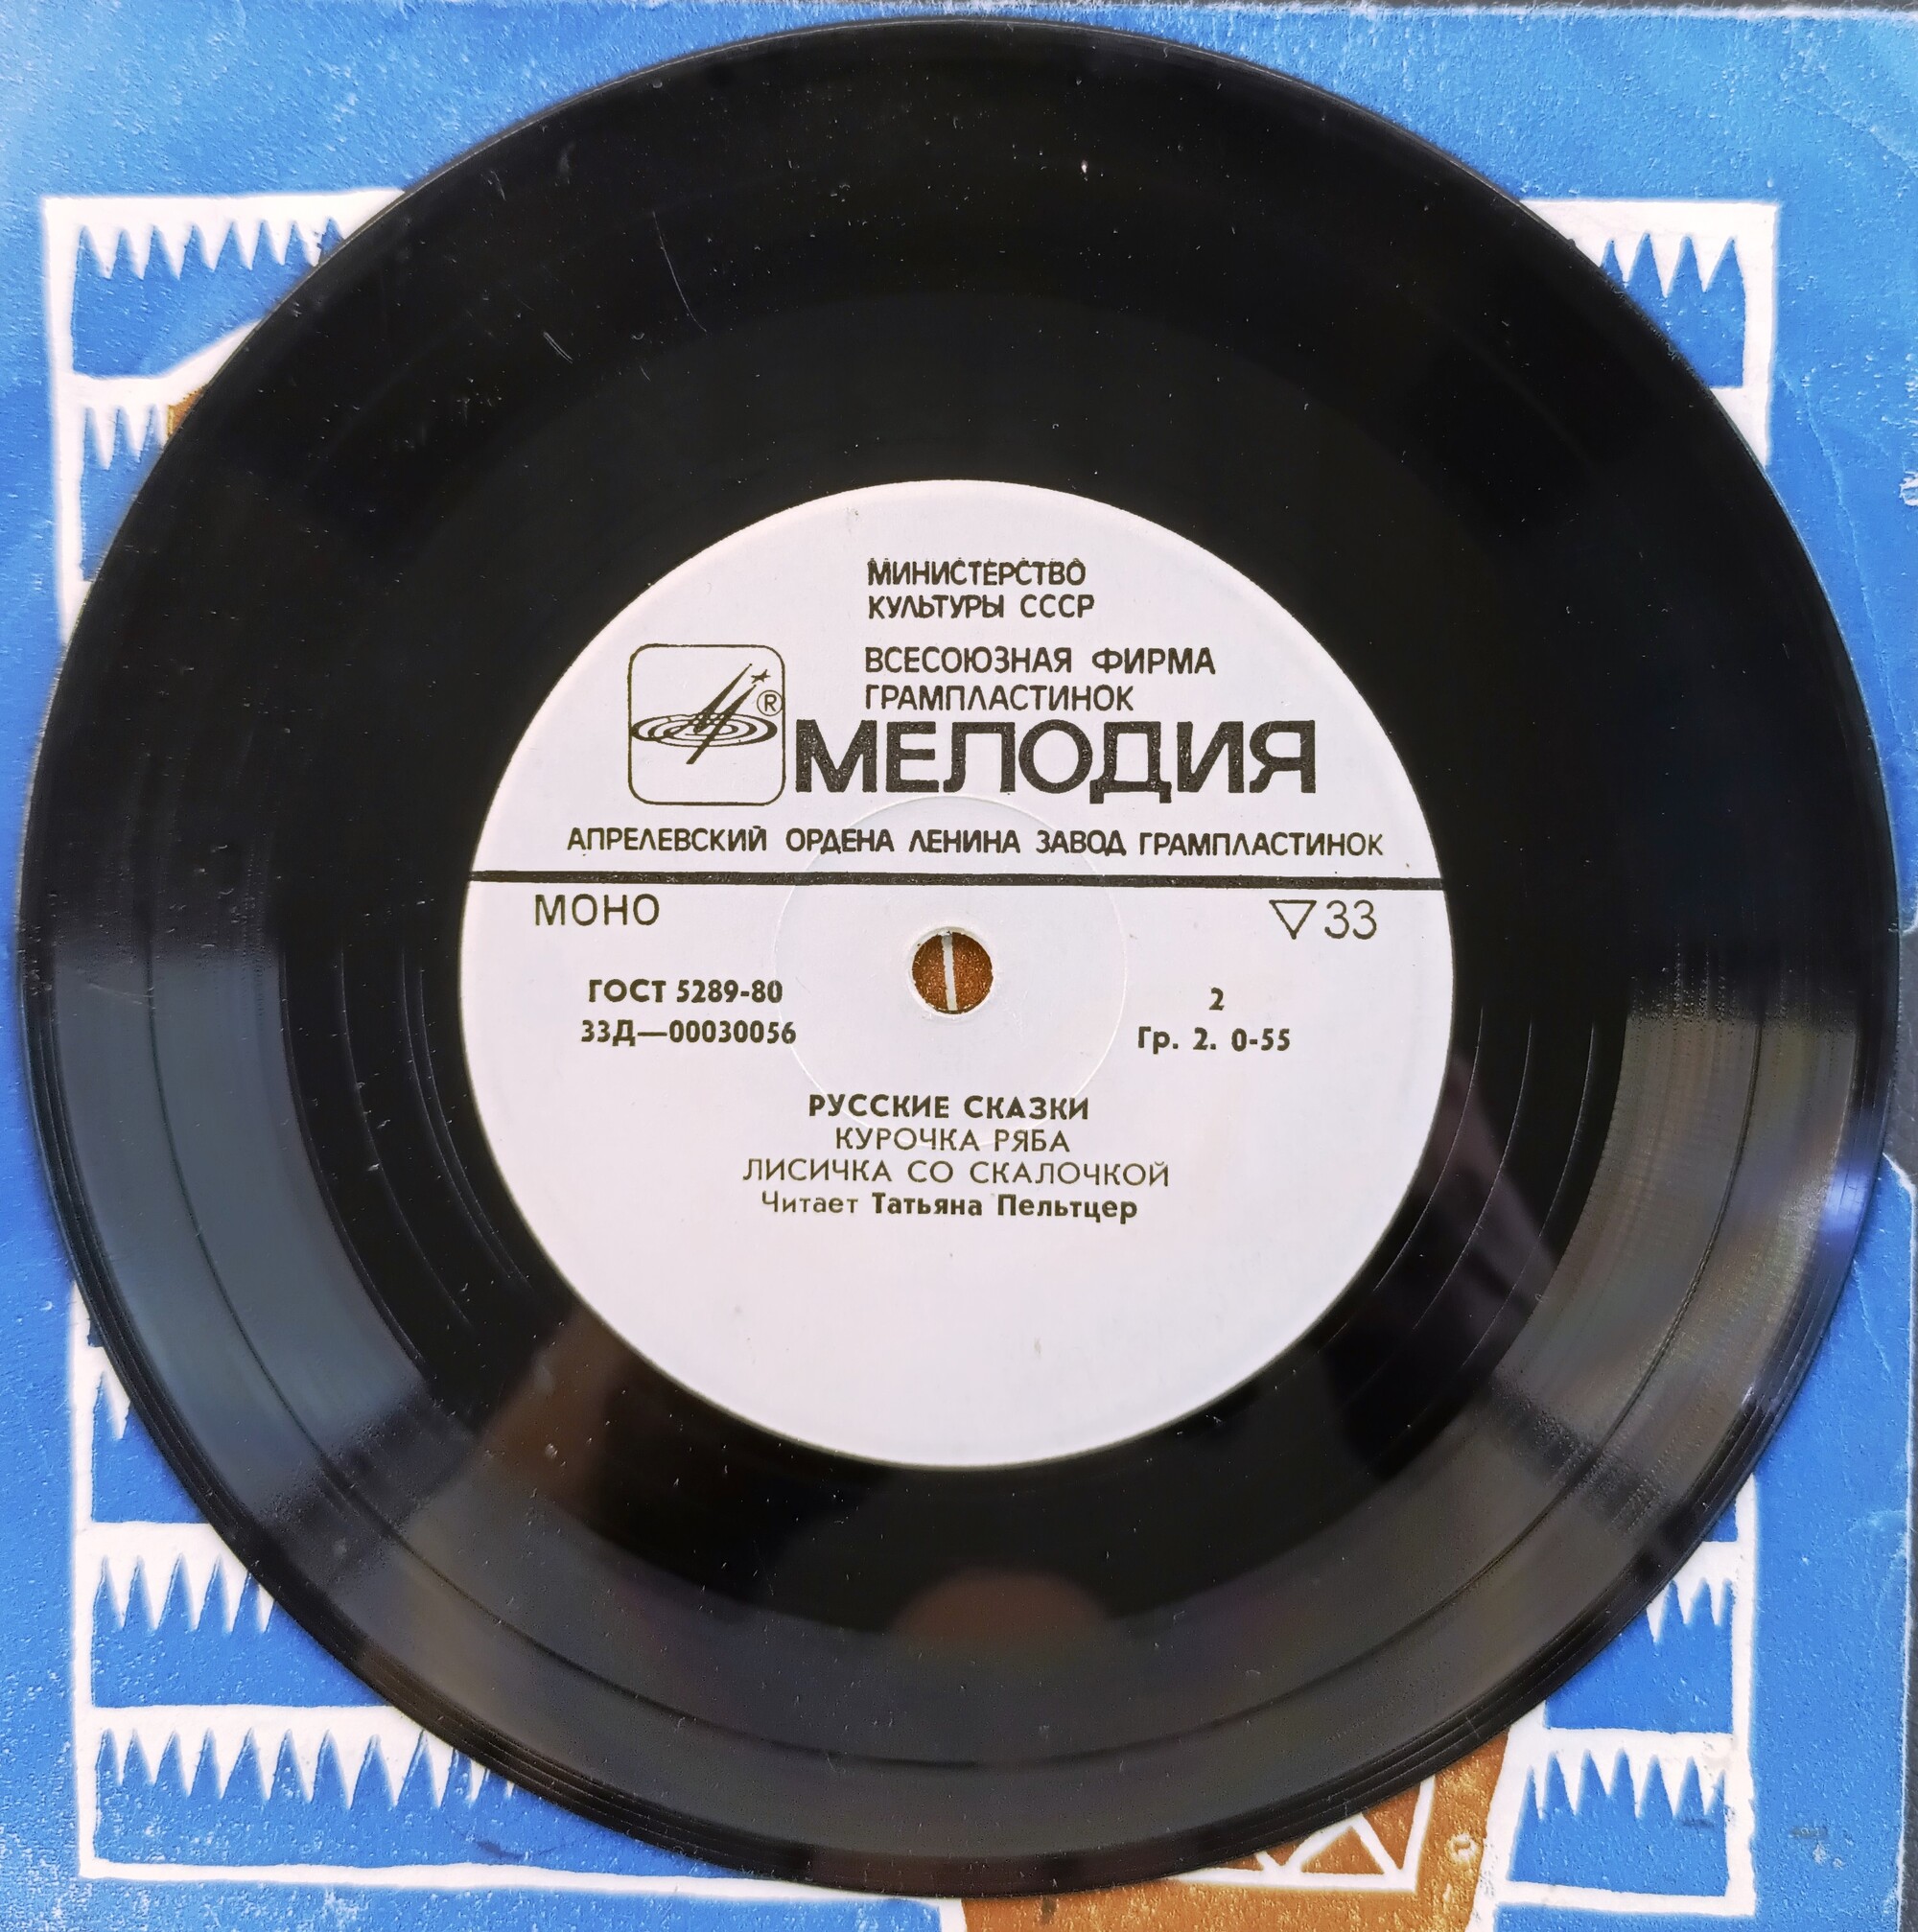 МИНИСТЕРСТВО
КУЛЬТУРЫ СССР
ВСЕСОЮЗНАЯ ФИРМА
ГРАМПЛАСТИНОК
®
МЕЛОДИЯ
АПРЕЛЕВСКИЙ ОРДЕНА ЛЕНИНА ЗАВОД ГРАМПЛАСТИНОК
МОНО
▽33
ГОСТ 5289-80
33Д—00030056
2
Гр. 2. 0-55
РУССКИЕ СКАЗКИ
КУРОЧКА РЯБА
ЛИСИЧКА СО СКАЛОЧКОЙ
Читает Татьяна Пельтцер